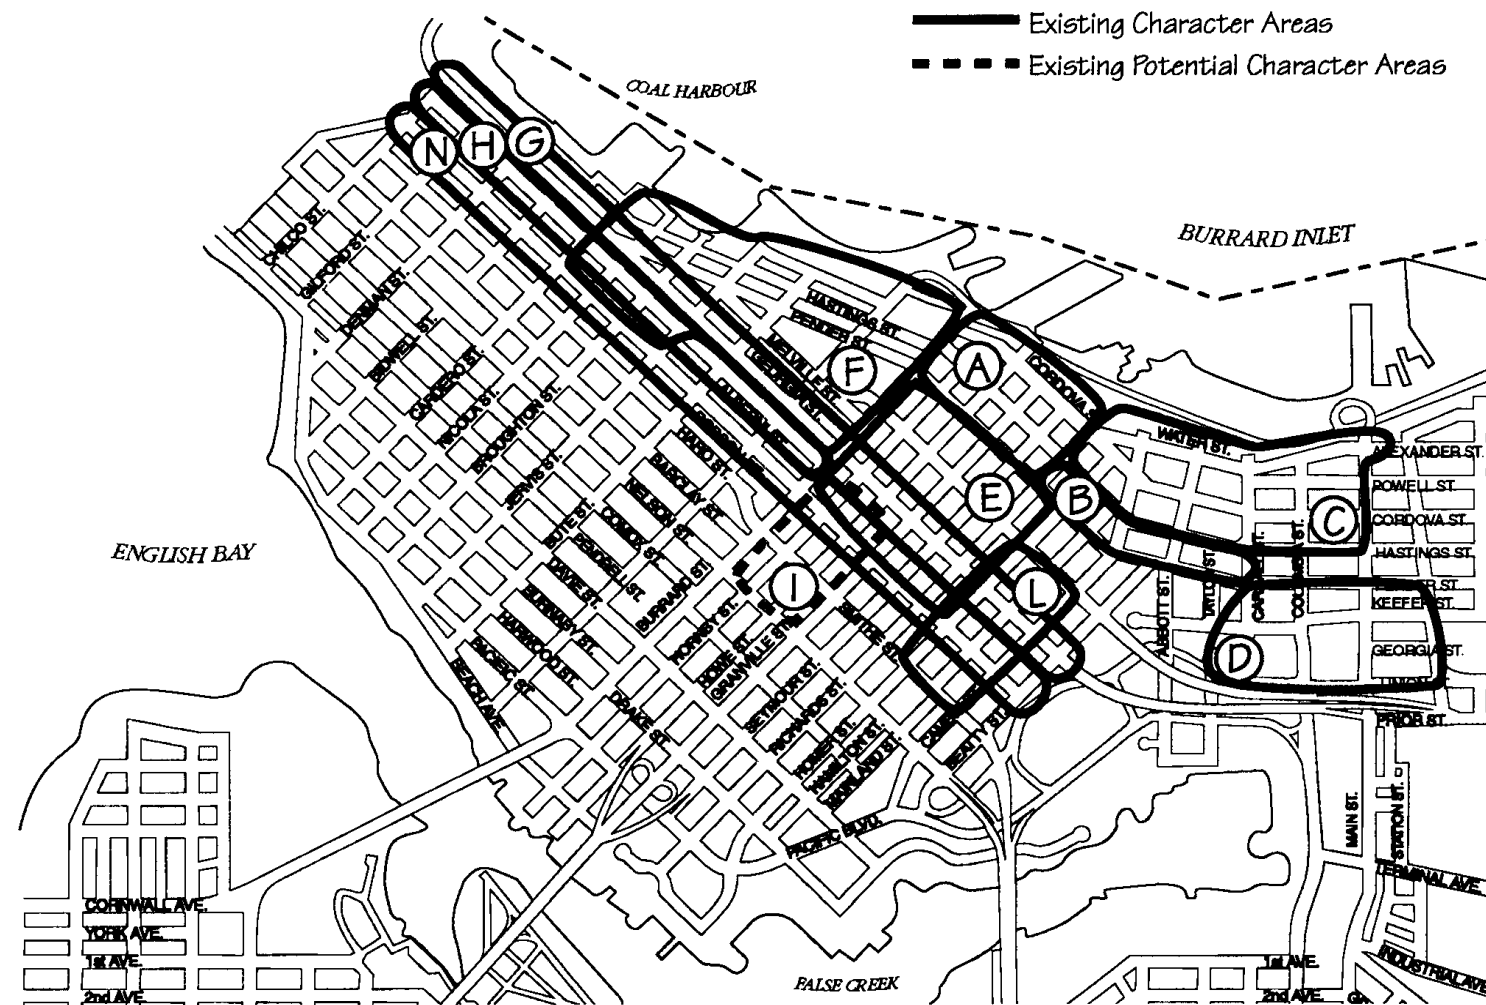 Existing Character Areas
Existing Potential Character Areas
COAL HARBOUR
BURRARD INLET
ENGLISH BAY
FALSE CREEK
N
H
G
F
A
E
B
C
D
I
L
CHILCO ST.
GILFORD ST.
DENMAN ST.
BIDWELL ST.
CARDERO ST.
NICOLA ST.
BROUGHTON ST.
JERVIS ST.
BUTE ST.
HASTINGS ST.
PENDER ST.
MELVILLE ST.
GEORGIA ST.
ALBERNI ST.
HARO ST.
BARCLAY ST.
NELSON ST.
COMOX ST.
PENDRELL ST.
DAVIE ST.
BURNABY ST.
HARWOOD ST.
PACIFIC ST.
BEACH AVE.
BURRARD ST.
HORNBY ST.
HOWE ST.
GRANVILLE ST.
SEYMOUR ST.
RICHARDS ST.
HOMER ST.
HAMILTON ST.
MAINLAND ST.
DRAKE ST.
SMITHE ST.
BEATTY ST.
PACIFIC BLVD.
CORDOVA S
WATER ST.
ALEXANDER ST.
POWELL ST.
CORDOVA ST.
HASTINGS ST.
KEEFER ST.
GEORGIA ST.
UNION
PRIOR ST.
ABBOTT ST.
TAYLOR ST.
MAIN ST.
STATION ST.
TERMINAL AVE.
INDUSTRIAL AVE.
CORNWALL AVE.
YORK AVE.
1st AVE.
2nd AVE.
1st AVE.
2nd AVE.